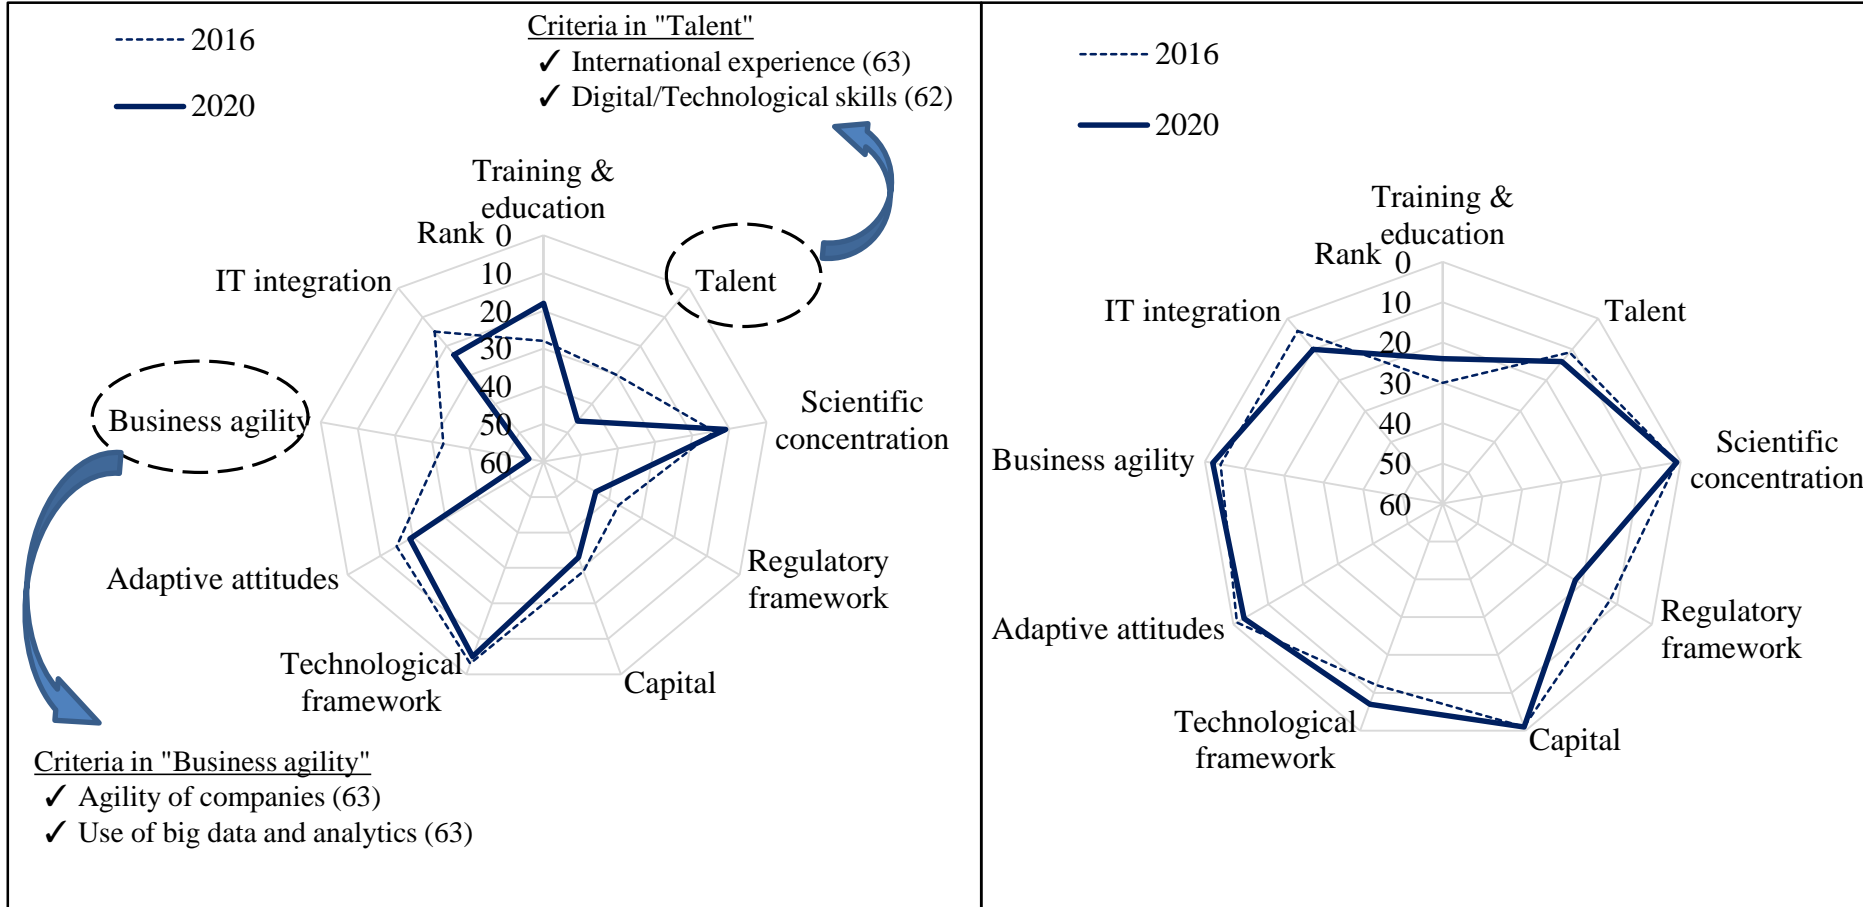 2016
2020
Criteria in "Talent"
✓ International experience (63)
✓ Digital/Technological skills (62)
Training &
education
Rank
0
10
20
30
40
50
60
Talent
Scientific
concentration
Regulatory
framework
Capital
Technological
framework
Adaptive attitudes
Business agility
IT integration
Criteria in "Business agility"
✓ Agility of companies (63)
✓ Use of big data and analytics (63)
2016
2020
Training &
education
Rank
0
10
20
30
40
50
60
Talent
Scientific
concentration
Regulatory
framework
Capital
Technological
framework
Adaptive attitudes
Business agility
IT integration